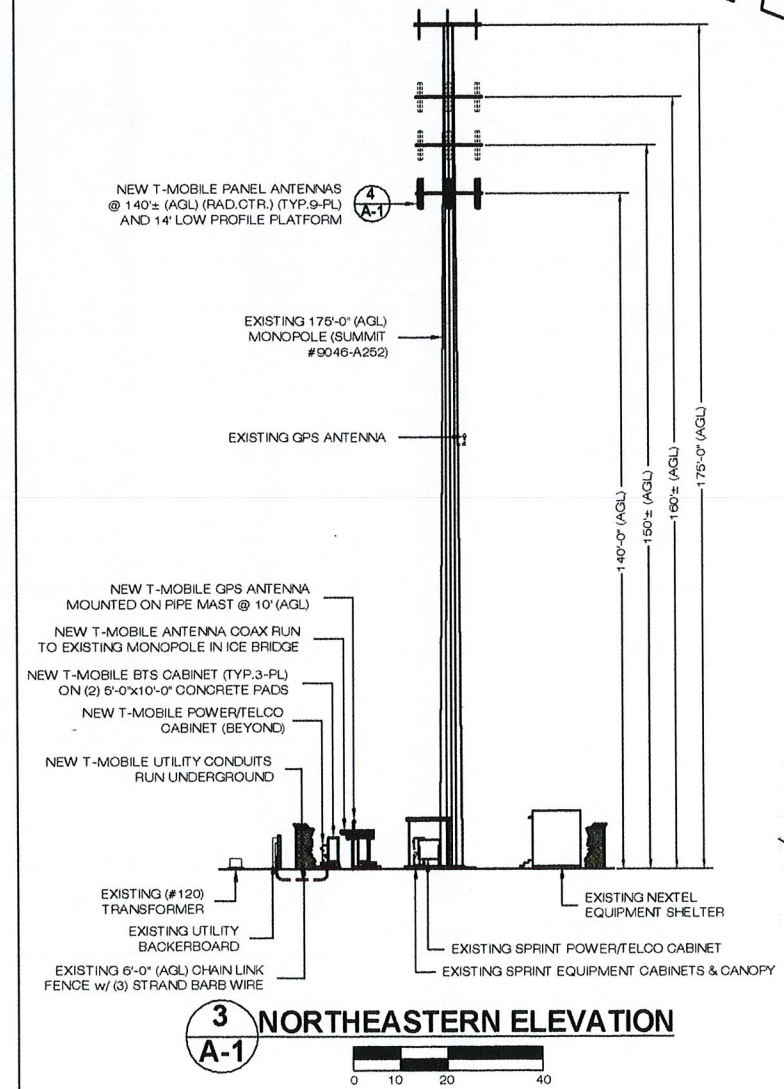 NEW T-MOBILE PANEL ANTENNAS
@ 140'± (AGL) (RAD.CTR.) (TYP.9-PL)
AND 14' LOW PROFILE PLATFORM
4
A-1
EXISTING 175'-0" (AGL)
MONOPOLE (SUMMIT
#9046-A252)
EXISTING GPS ANTENNA
140'-0" (AGL)
150'± (AGL)
160'± (AGL)
175'-0" (AGL)
NEW T-MOBILE GPS ANTENNA
MOUNTED ON PIPE MAST @ 10' (AGL)
NEW T-MOBILE ANTENNA COAX RUN
TO EXISTING MONOPOLE IN ICE BRIDGE
NEW T-MOBILE BTS CABINET (TYP.3-PL)
ON (2) 5'-0"x10'-0" CONCRETE PADS
NEW T-MOBILE POWER/TELCO
CABINET (BEYOND)
NEW T-MOBILE UTILITY CONDUITS
RUN UNDERGROUND
EXISTING (#120)
TRANSFORMER
EXISTING UTILITY
BACKERBOARD
EXISTING 6'-0" (AGL) CHAIN LINK
FENCE w/ (3) STRAND BARB WIRE
EXISTING NEXTEL
EQUIPMENT SHELTER
EXISTING SPRINT POWER/TELCO CABINET
EXISTING SPRINT EQUIPMENT CABINETS & CANOPY
3
A-1
NORTHEASTERN ELEVATION
0 10 20 40